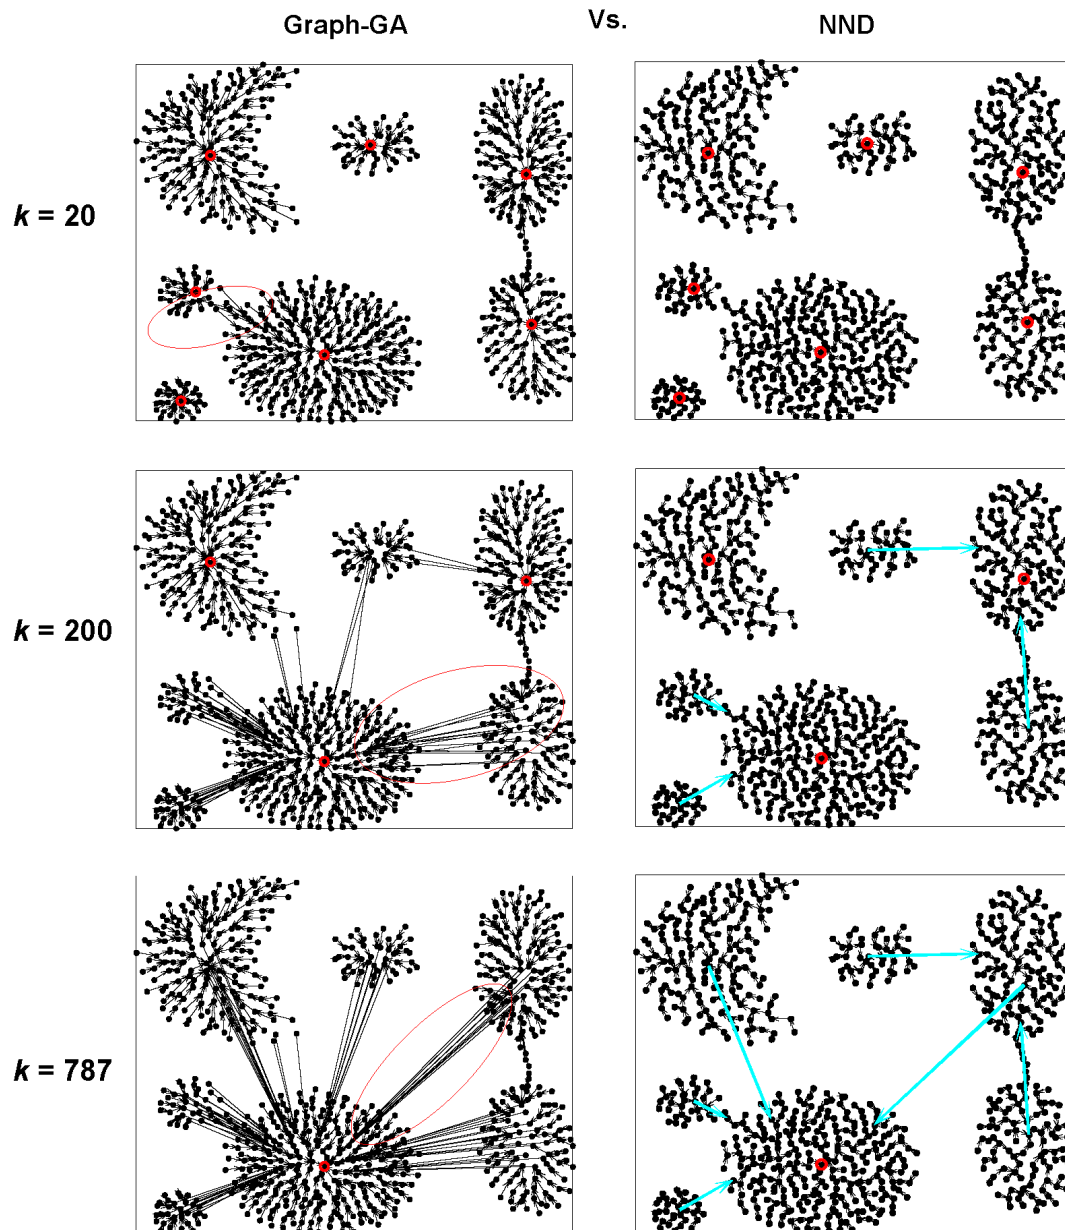 Graph-GA Vs. NND
k = 20
k = 200
k = 787